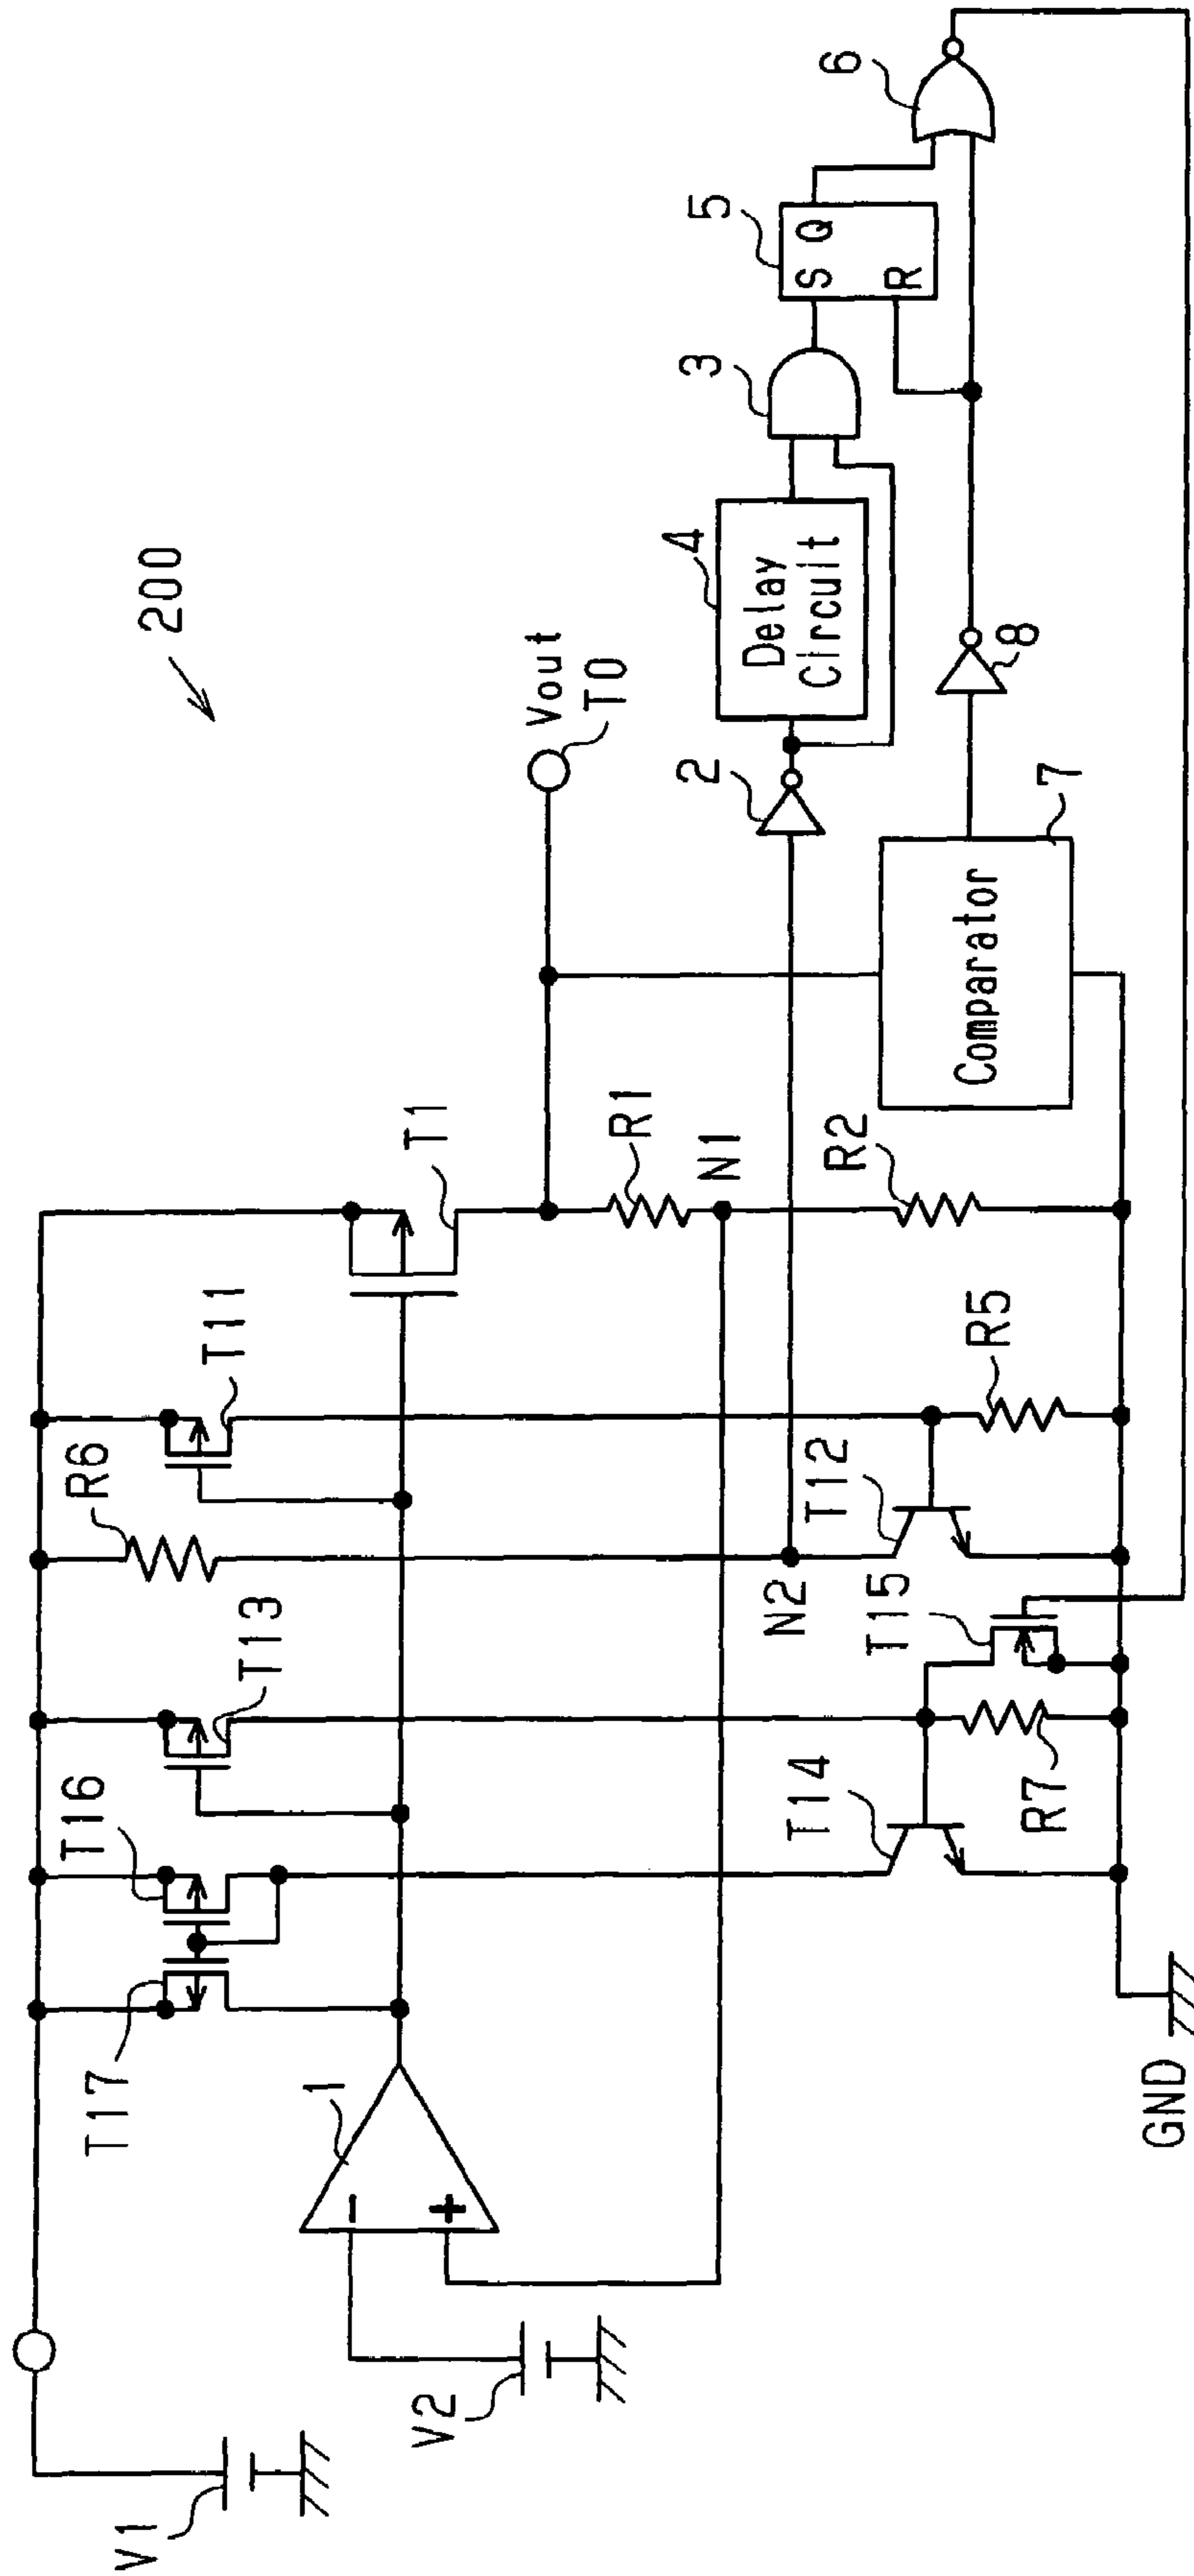 200
V1
V2
1
-
+
T17
T16
T13
R6
T11
T1
Vout
T0
R1
N1
R2
R5
T12
N2
T15
T14
R7
GND
2
4
Delay
Circuit
3
5
S Q
R
6
Comparator
7
8